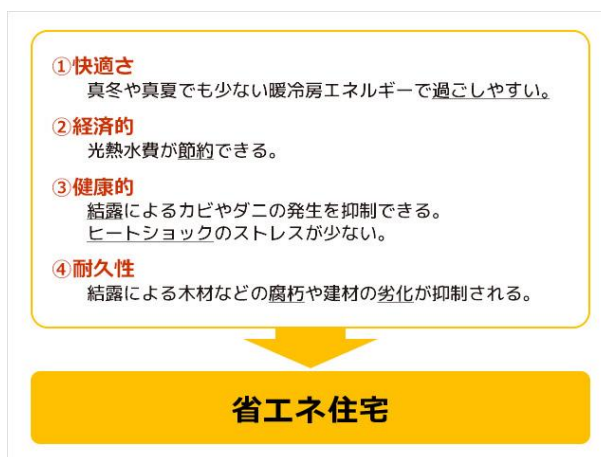 ①快適さ
真冬や真夏でも少ない暖冷房エネルギーで過ごしやすい。
②経済的
光熱水費が節約できる。
③健康的
結露によるカビやダニの発生を抑制できる。
ヒートショックのストレスが少ない。
④耐久性
結露による木材などの腐朽や建材の劣化が抑制される。
省エネ住宅